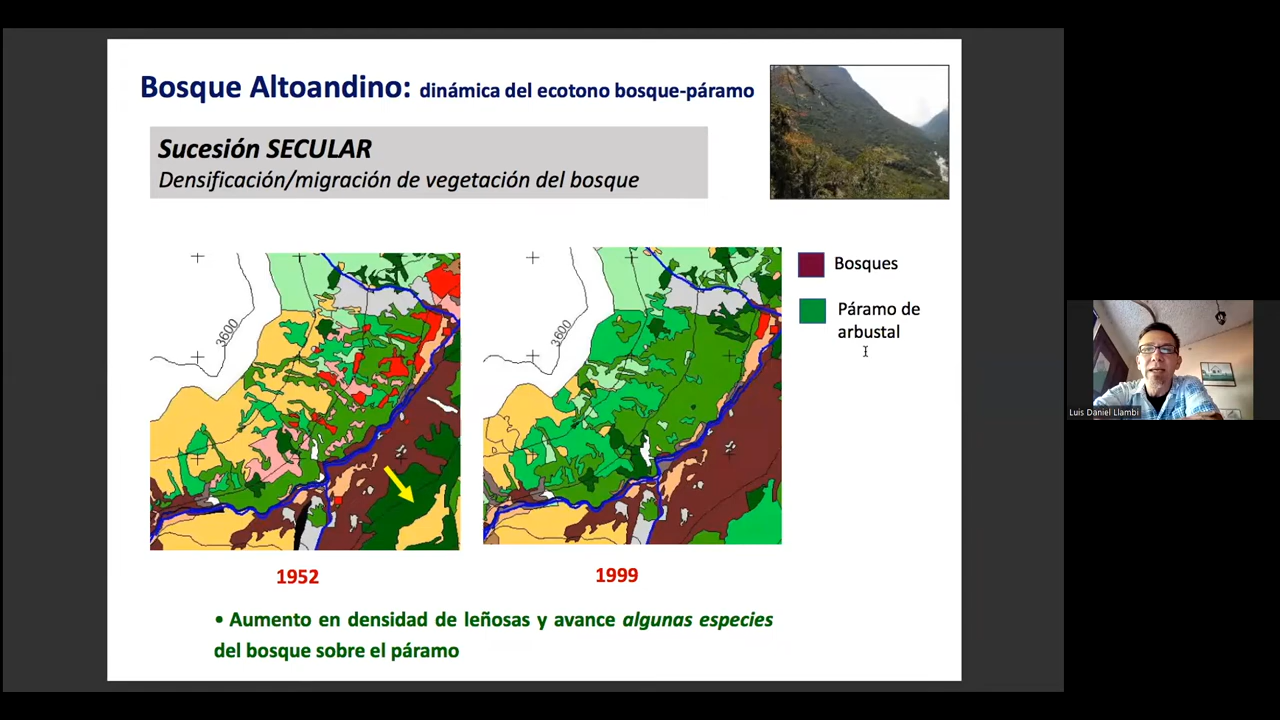 Bosque Altoandino: dinámica del ecotono bosque-páramo
Sucesión SECULAR
Densificación/migración de vegetación del bosque
3600
3600
Bosques
Páramo de
arbustal
Luis Daniel Llambi
1952
1999
• Aumento en densidad de leñosas y avance algunas especies
del bosque sobre el páramo